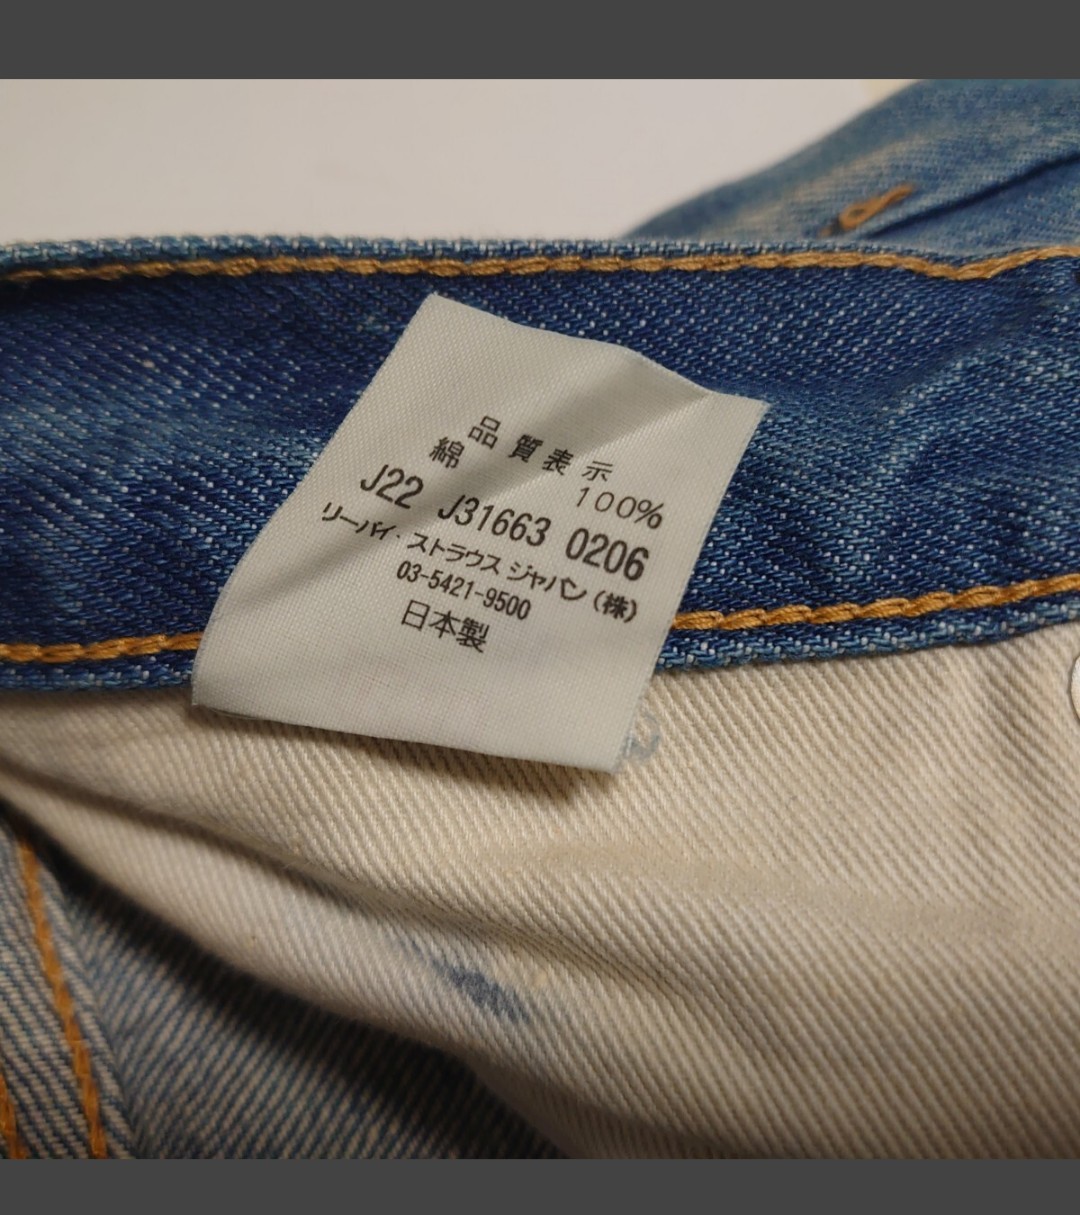 品質表示
綿 100%
J22 J31663 0206
リーバイ・ストラウス ジャパン(株)
03-5421-9500
日本製